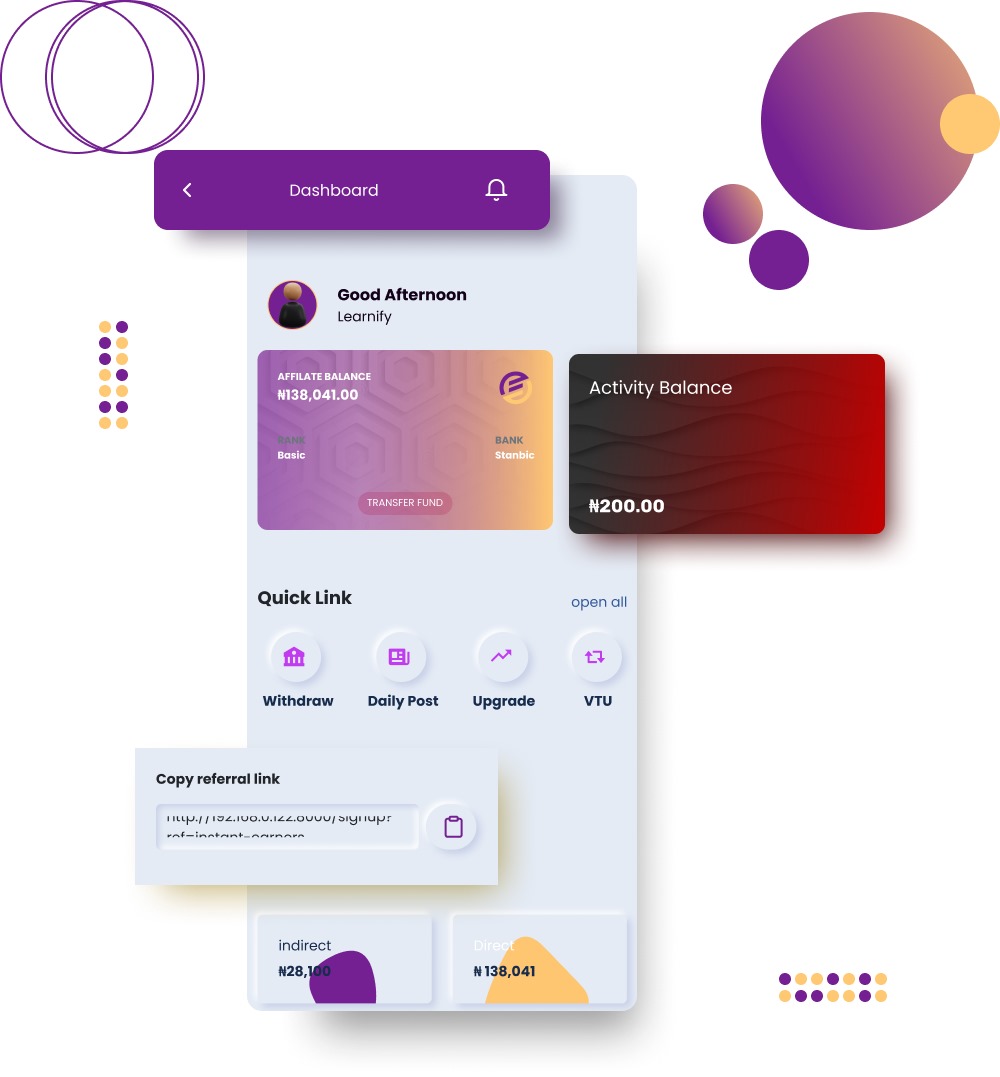 Dashboard
Good Afternoon
Learnify
AFFILATE BALANCE
₦138,041.00
RANK
Basic
BANK
Stanbic
TRANSFER FUND
Activity Balance
₦200.00
Quick Link
open all
Withdraw
Daily Post
Upgrade
VTU
Copy referral link
http://192.168.0.122:8000/signup?
ref=instant-earners
indirect
₦28,100
Direct
₦ 138,041